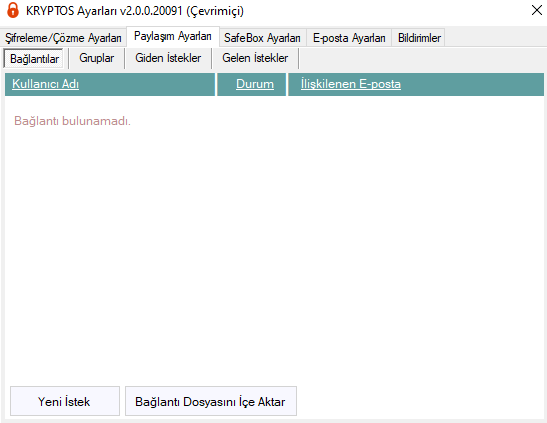 KRYPTOS Ayarları v2.0.0.20091 (Çevrimiçi)
Şifreleme/Çözme Ayarları Paylaşım Ayarları SafeBox Ayarları E-posta Ayarları Bildirimler
Bağlantılar Gruplar Giden İstekler Gelen İstekler
Kullanıcı Adı Durum İlişkilenen E-posta
Bağlantı bulunamadı.
Yeni İstek Bağlantı Dosyasını İçe Aktar